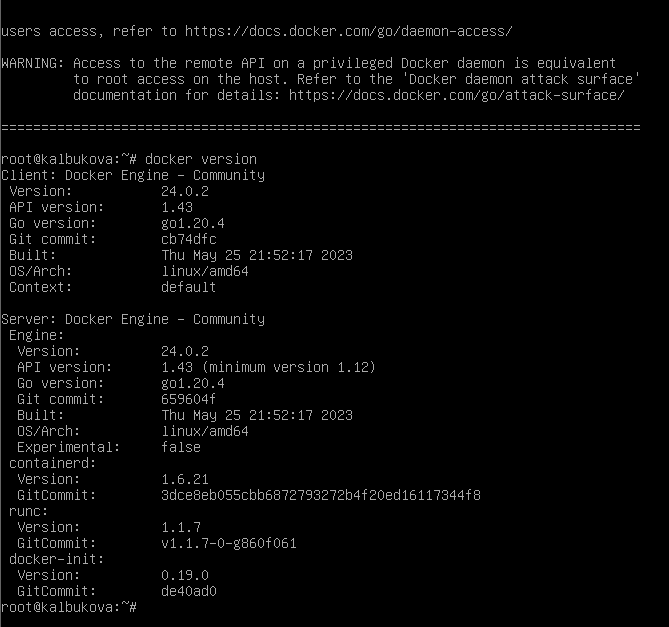 users access, refer to https://docs.docker.com/go/daemon-access/
WARNING: Access to the remote API on a privileged Docker daemon is equivalent
         to root access on the host. Refer to the 'Docker daemon attack surface'
         documentation for details: https://docs.docker.com/go/attack-surface/
================================================================================
root@kalbukova:~# docker version
Client: Docker Engine - Community
 Version:           24.0.2
 API version:       1.43
 Go version:        go1.20.4
 Git commit:        cb74dfc
 Built:             Thu May 25 21:52:17 2023
 OS/Arch:           linux/amd64
 Context:           default
Server: Docker Engine - Community
 Engine:
  Version:          24.0.2
  API version:      1.43 (minimum version 1.12)
  Go version:       go1.20.4
  Git commit:       659604f
  Built:            Thu May 25 21:52:17 2023
  OS/Arch:          linux/amd64
  Experimental:     false
 containerd:
  Version:          1.6.21
  GitCommit:        3dce8eb055cbb6872793272b4f20ed16117344f8
 runc:
  Version:          1.1.7
  GitCommit:        v1.1.7-0-g860f061
 docker-init:
  Version:          0.19.0
  GitCommit:        de40ad0
root@kalbukova:~#